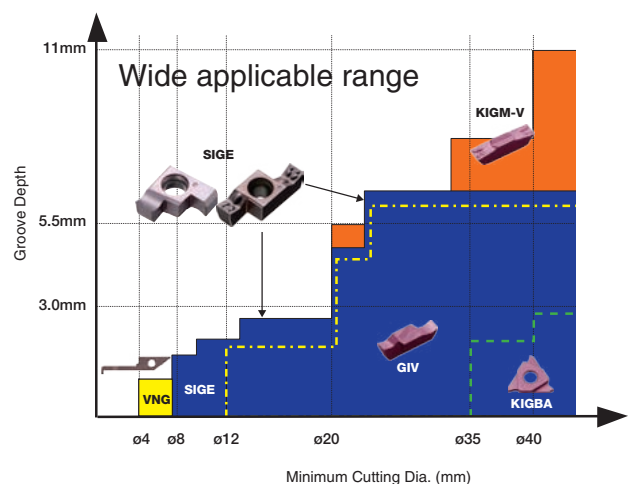 11mm
Wide applicable range
KIGM-V
SIGE
Groove Depth
5.5mm
3.0mm
GIV
VNG
SIGE
KIGBA
ø4
ø8
ø12
ø20
ø35
ø40
Minimum Cutting Dia. (mm)